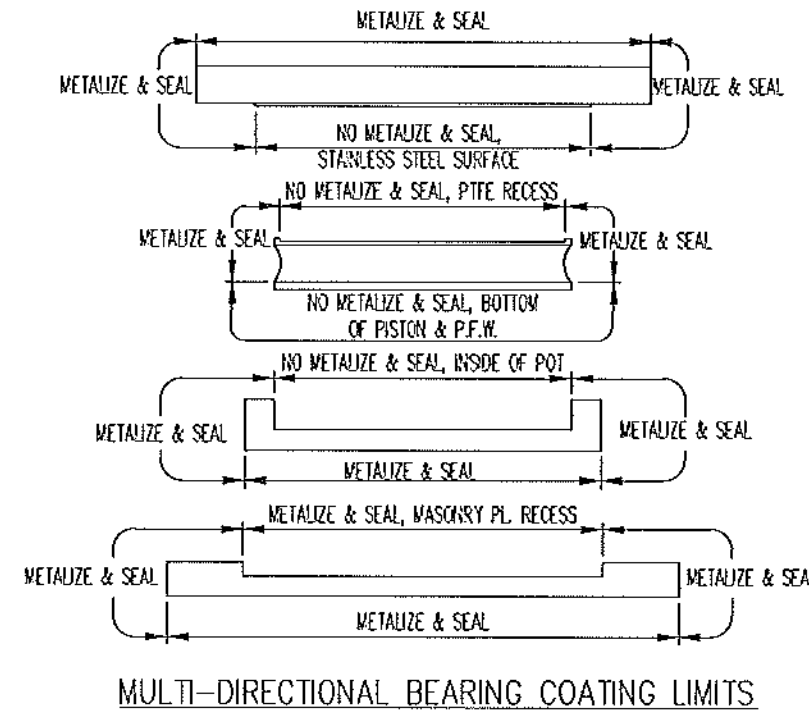 METALIZE & SEAL
METALIZE & SEAL
METALIZE & SEAL
NO METALIZE & SEAL,
STAINLESS STEEL SURFACE
NO METALIZE & SEAL, PTFE RECESS
METALIZE & SEAL
METALIZE & SEAL
NO METALIZE & SEAL, BOTTOM
OF PISTON & P.F.W.
NO METALIZE & SEAL, INSIDE OF POT
METALIZE & SEAL
METALIZE & SEAL
METALIZE & SEAL
METALIZE & SEAL, MASONRY PL. RECESS
METALIZE & SEAL
METALIZE & SEA
METALIZE & SEAL
MULTI-DIRECTIONAL BEARING COATING LIMITS